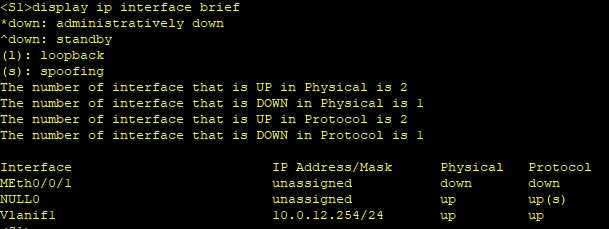 <S1>display ip interface brief
*down: administratively down
^down: standby
(l): loopback
(s): spoofing
The number of interface that is UP in Physical is 2
The number of interface that is DOWN in Physical is 1
The number of interface that is UP in Protocol is 2
The number of interface that is DOWN in Protocol is 1
Interface IP Address/Mask Physical Protocol
MEth0/0/1 unassigned down down
NULL0 unassigned up up(s)
Vlanif1 10.0.12.254/24 up up